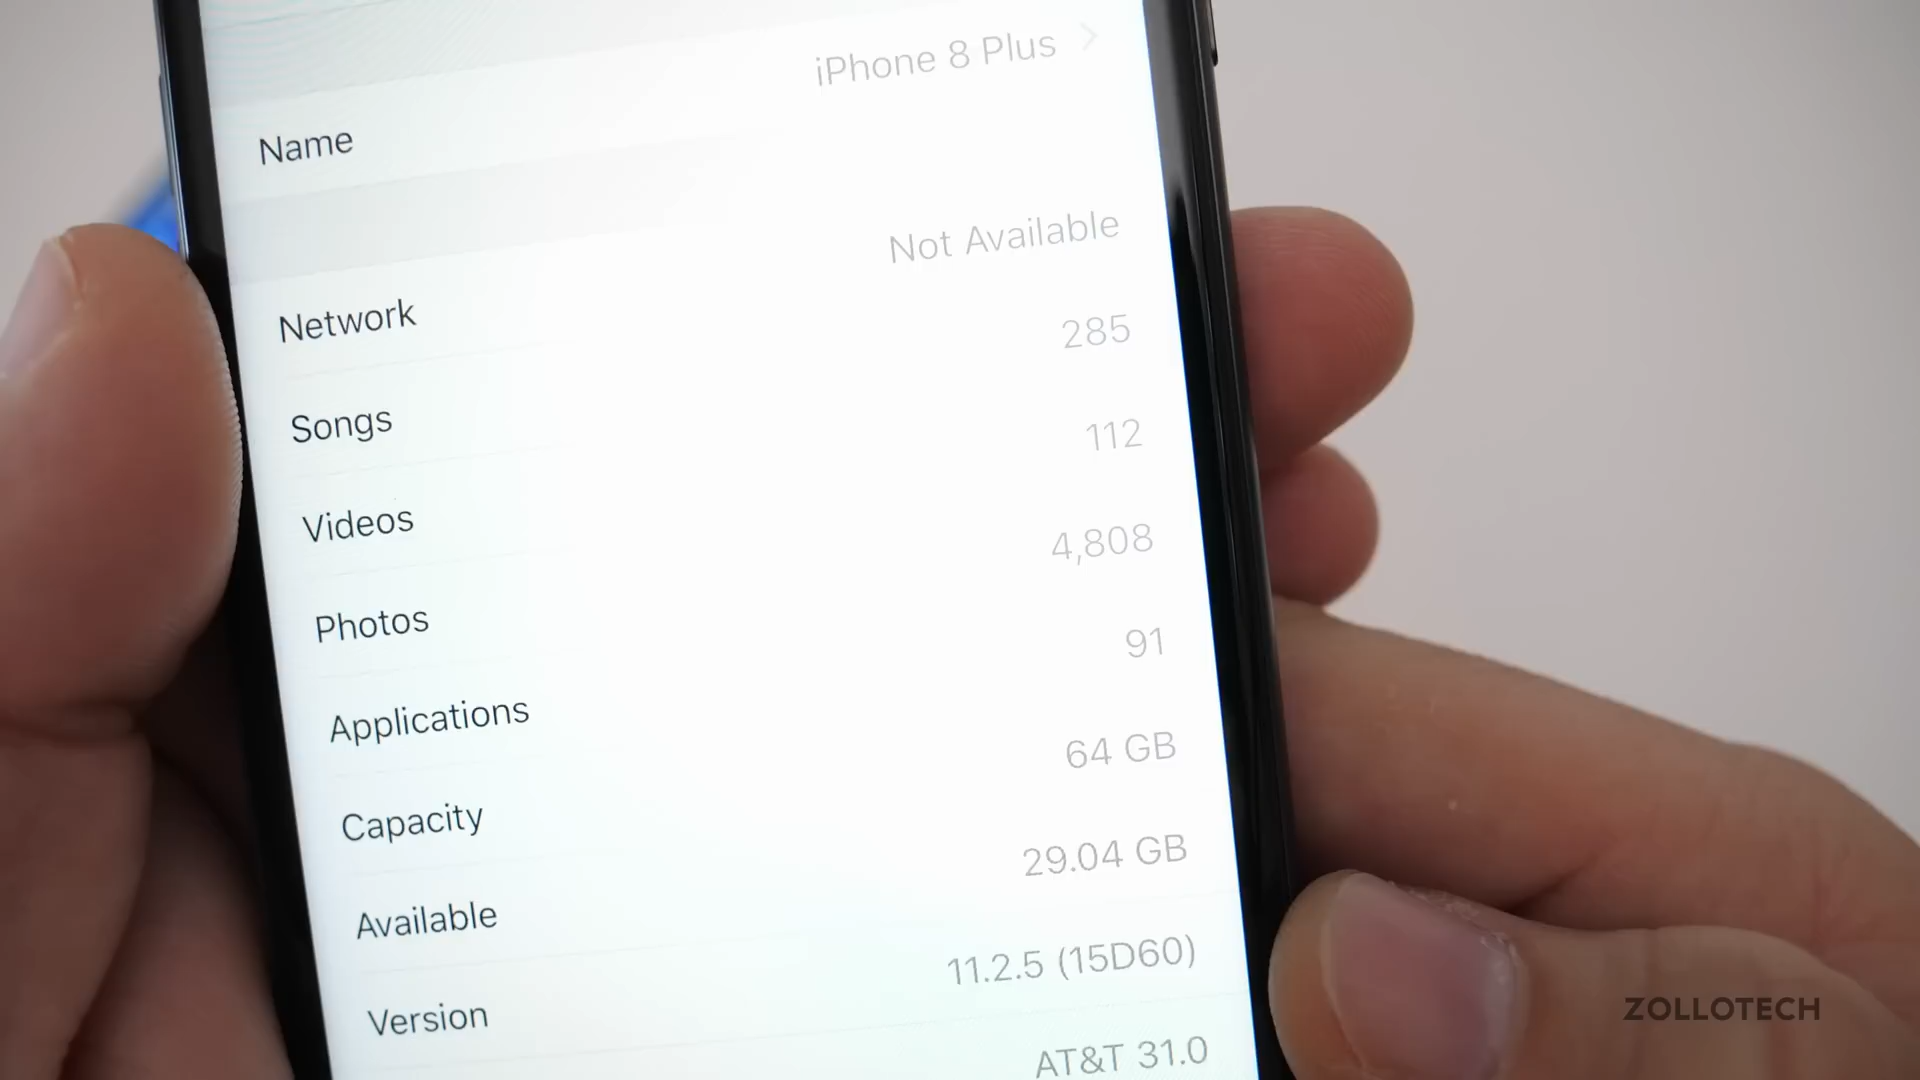 Name iPhone 8 Plus
Network Not Available
Songs 285
Videos 112
Photos 4,808
Applications 91
Capacity 64 GB
Available 29.04 GB
Version 11.2.5 (15D60)
AT&T 31.0
ZOLLOTECH